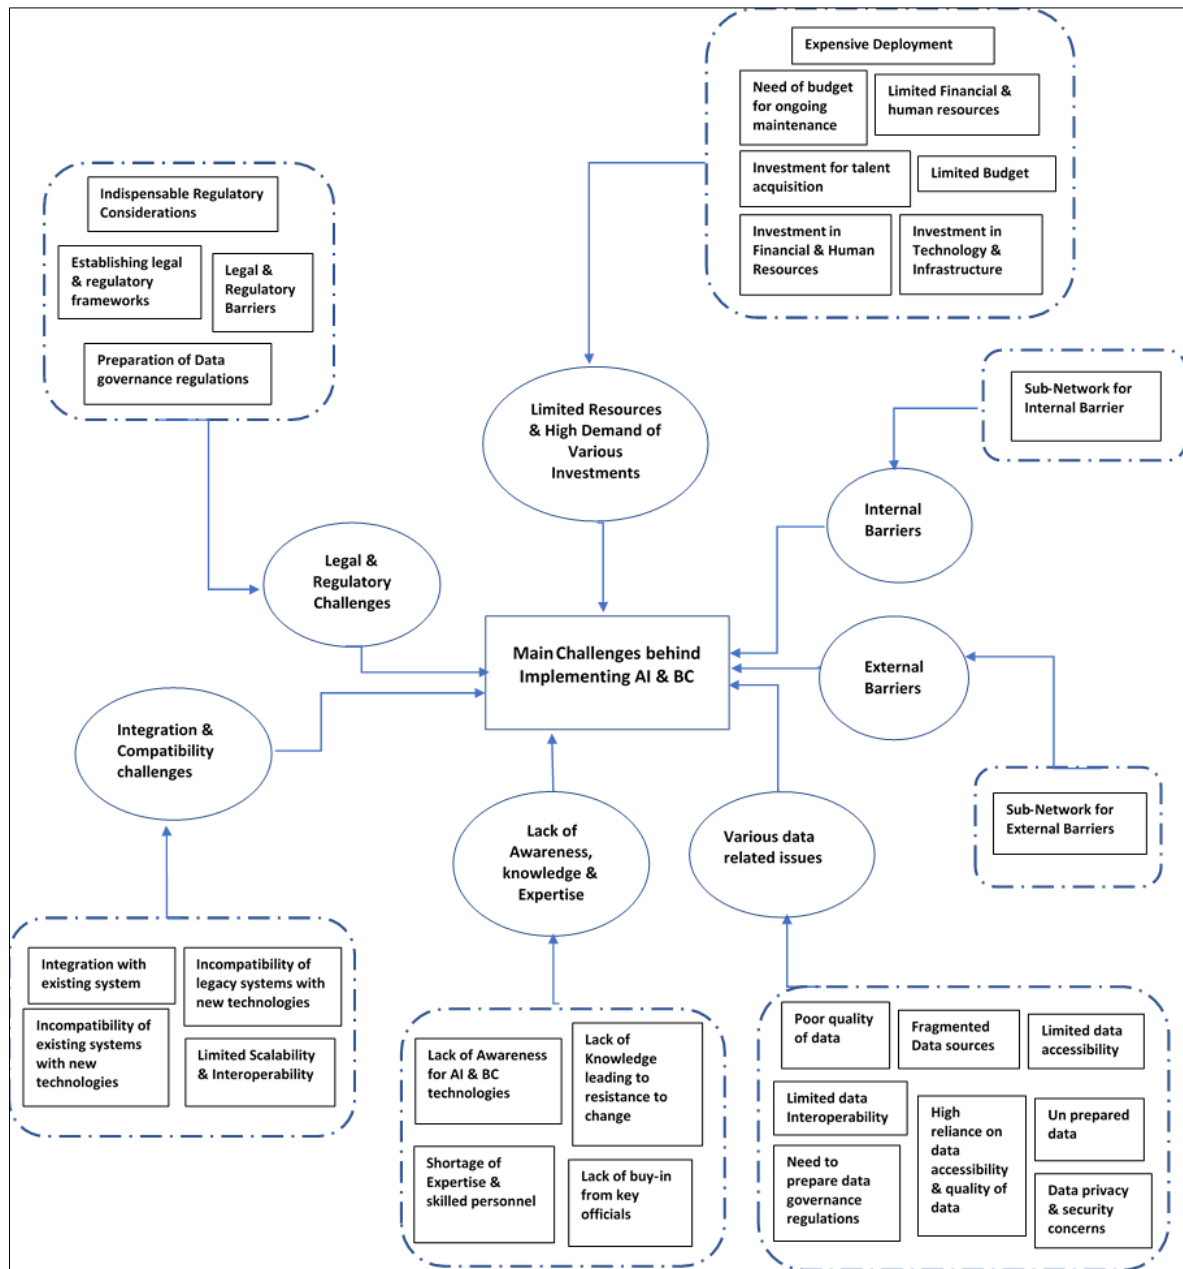 Expensive Deployment
Need of budget
for ongoing
maintenance
Limited Financial &
human resources
Investment for talent
acquisition
Limited Budget
Investment in
Financial & Human
Resources
Investment in
Technology &
Infrastructure
Indispensable Regulatory
Considerations
Establishing legal
& regulatory
frameworks
Legal &
Regulatory
Barriers
Preparation of Data
governance regulations
Limited Resources
& High Demand of
Various
Investments
Sub-Network for
Internal Barrier
Internal
Barriers
Legal &
Regulatory
Challenges
Main Challenges behind
Implementing AI & BC
External
Barriers
Integration &
Compatibility
challenges
Sub-Network for
External Barriers
Lack of
Awareness,
knowledge &
Expertise
Various data
related issues
Integration with
existing system
Incompatibility of
legacy systems with
new technologies
Incompatibility of
existing systems
with new
technologies
Limited Scalability
& Interoperability
Lack of Awareness
for AI & BC
technologies
Lack of
Knowledge
leading to
resistance to
change
Shortage of
Expertise &
skilled personnel
Lack of buy-in
from key
officials
Poor quality
of data
Fragmented
Data sources
Limited data
accessibility
Limited data
Interoperability
High
reliance on
data
accessibility
& quality of
data
Un prepared
data
Need to
prepare data
governance
regulations
Data privacy
& security
concerns